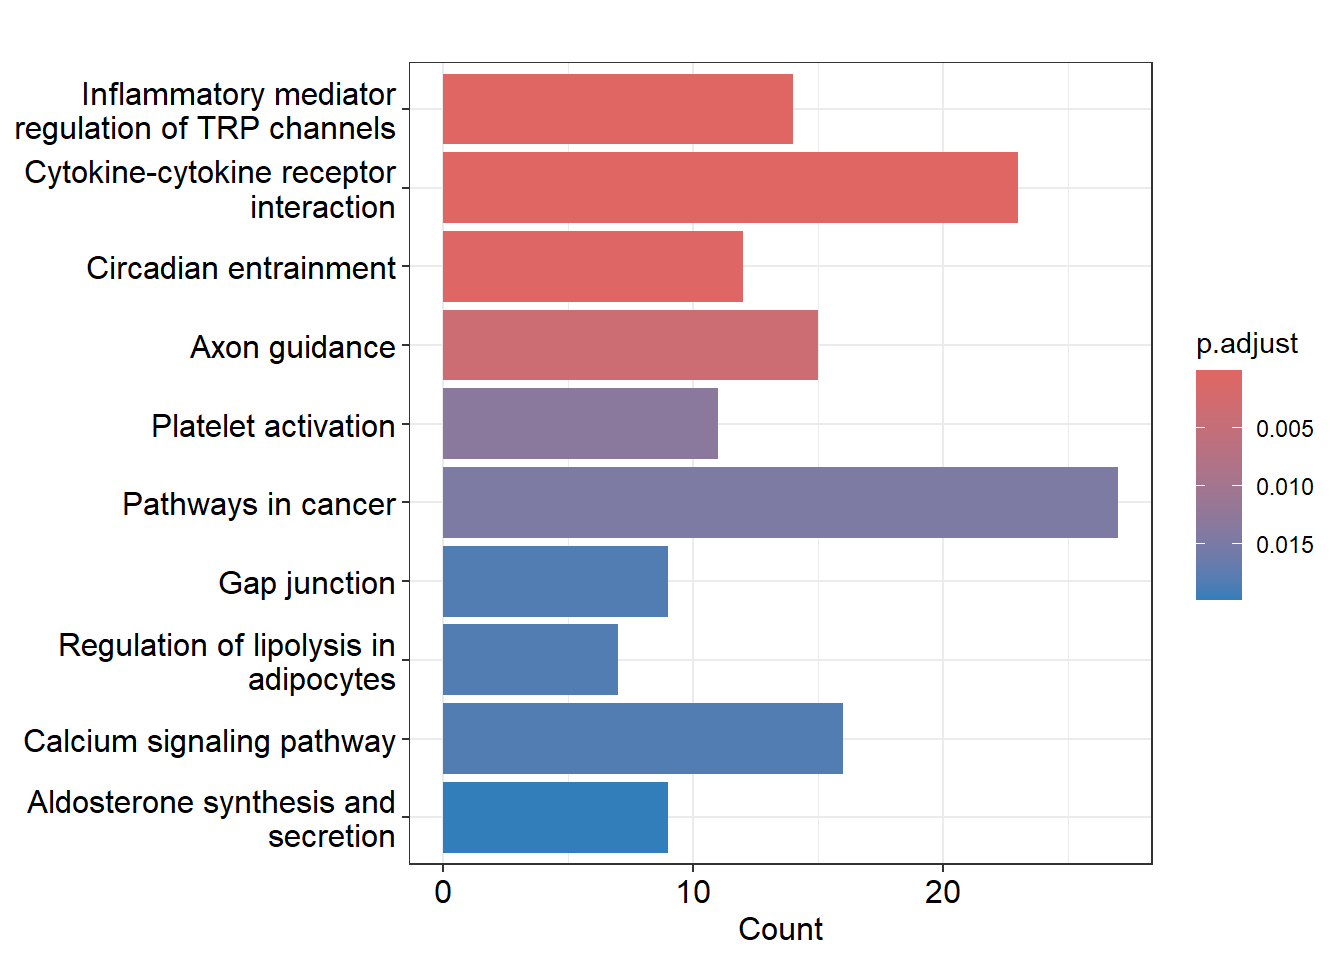 Inflammatory mediator
regulation of TRP channels
Cytokine-cytokine receptor
interaction
Circadian entrainment
Axon guidance
Platelet activation
Pathways in cancer
Gap junction
Regulation of lipolysis in
adipocytes
Calcium signaling pathway
Aldosterone synthesis and
secretion
0 10 20
Count
p.adjust
0.005
0.010
0.015